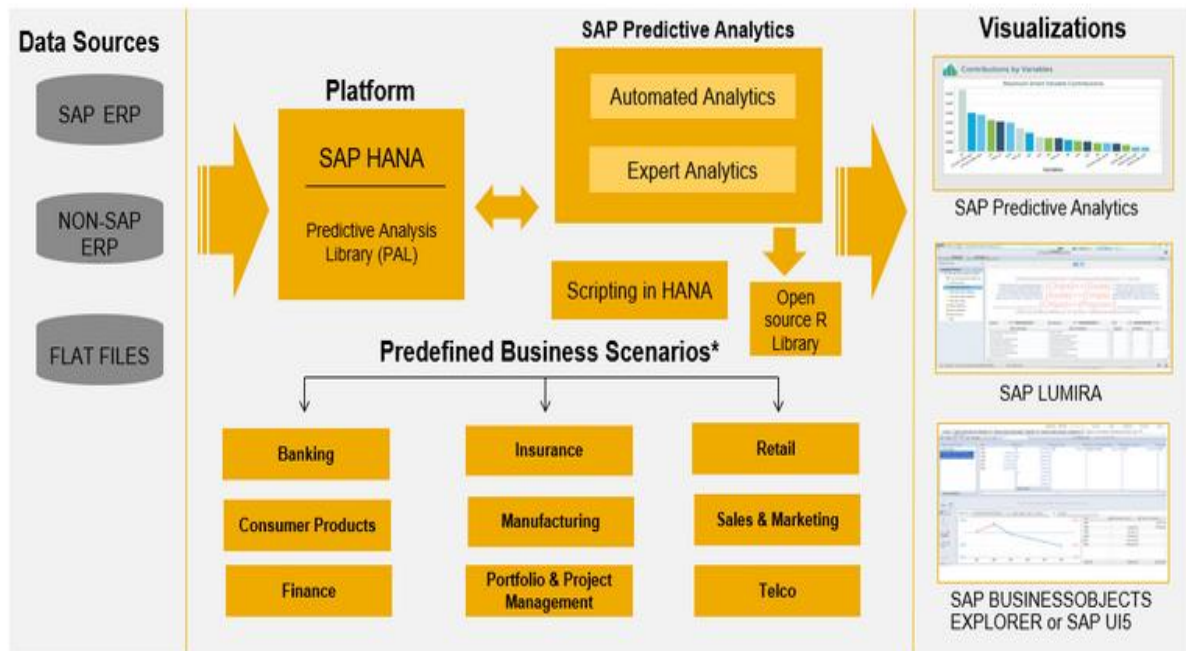 Data Sources
SAP ERP
NON-SAP
ERP
FLAT FILES
Platform
SAP HANA
Predictive Analysis
Library (PAL)
SAP Predictive Analytics
Automated Analytics
Expert Analytics
Scripting in HANA
Open
source R
Library
Predefined Business Scenarios*
Banking
Insurance
Retail
Consumer Products
Manufacturing
Sales & Marketing
Finance
Portfolio & Project
Management
Telco
Visualizations
Contributions by Variables
Variables
SAP Predictive Analytics
SAP LUMIRA
SAP BUSINESSOBJECTS
EXPLORER or SAP UI5